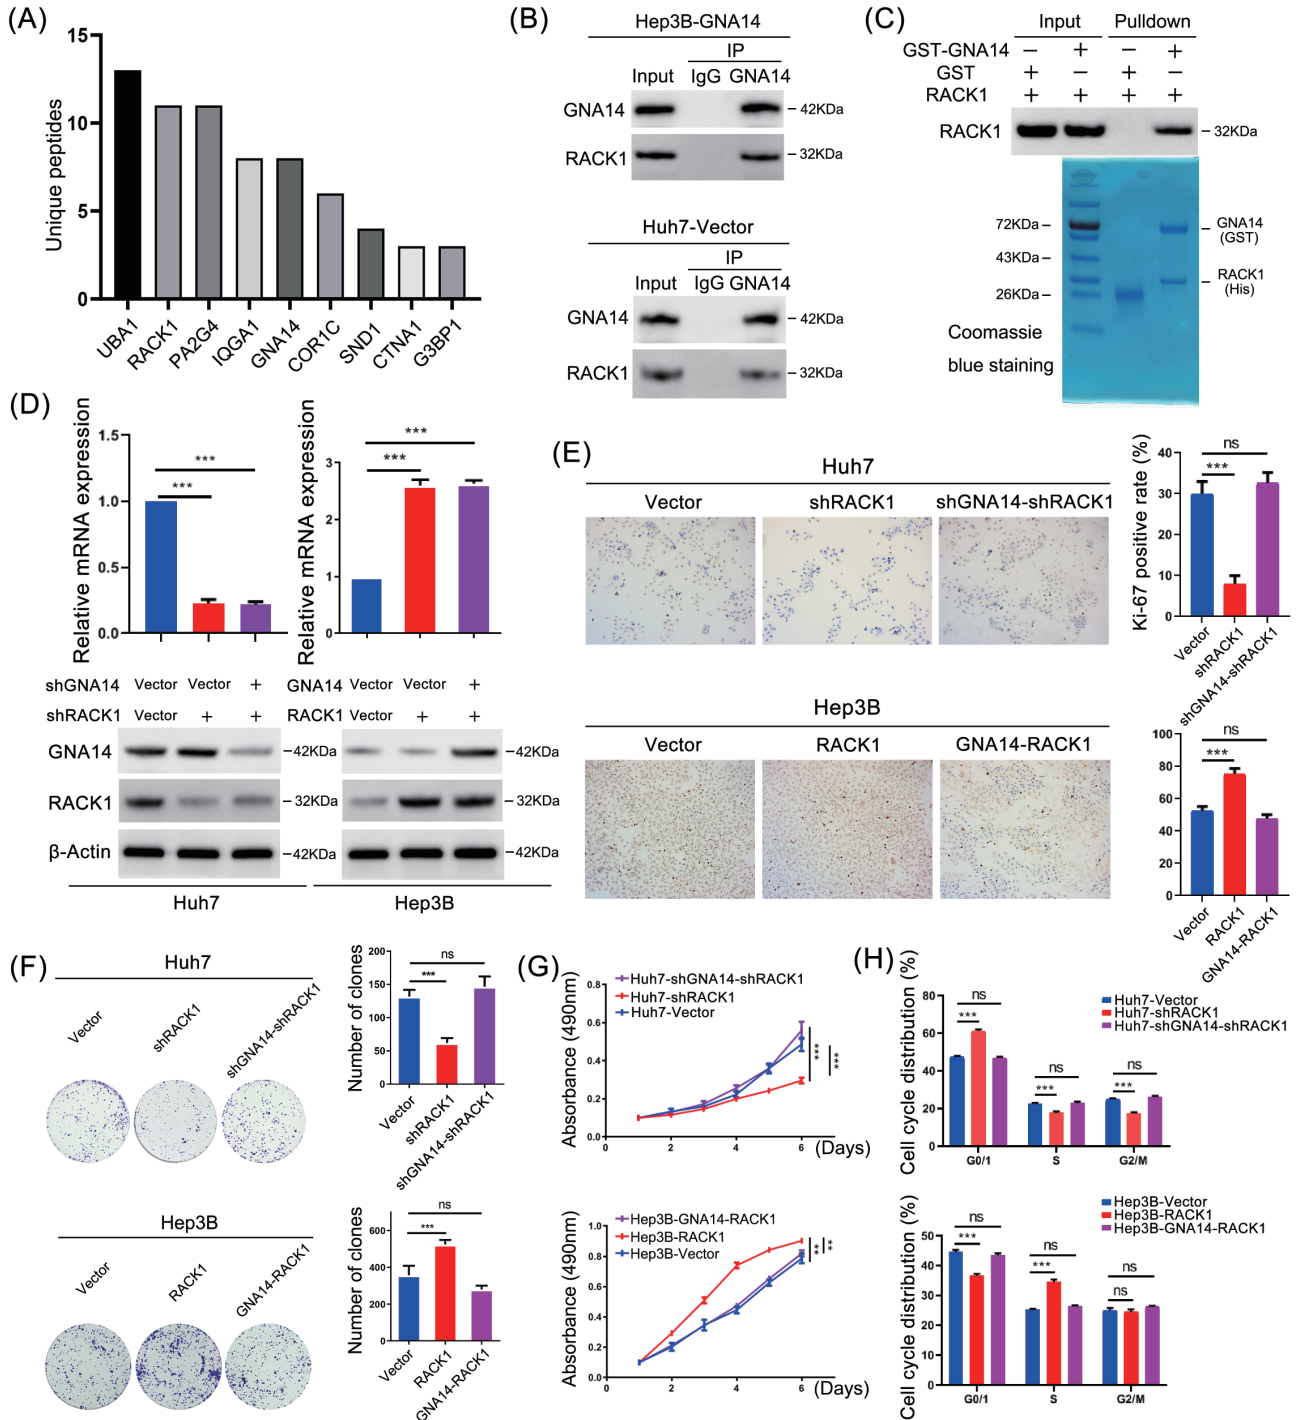 (A)
Unique peptides
15
10
5
0
UBA1
RACK1
PA2G4
IQGA1
GNA14
COR1C
SND1
CTNA1
G3BP1
(B)
Hep3B-GNA14
IP
Input IgG GNA14
GNA14
42KDa
RACK1
32KDa
Huh7-Vector
IP
Input IgG GNA14
GNA14
42KDa
RACK1
32KDa
(C)
Input Pulldown
GST-GNA14 − + − +
GST + − + −
RACK1 + + + +
RACK1
32KDa
72KDa
43KDa
26KDa
GNA14
(GST)
RACK1
(His)
Coomassie
blue staining
(D)
Relative mRNA expression
1.5
1.0
0.5
0.0
***
***
Relative mRNA expression
3
2
1
0
***
***
shGNA14 Vector Vector +
shRACK1 Vector + +
GNA14 Vector Vector +
RACK1 Vector + +
GNA14
42KDa
42KDa
RACK1
32KDa
32KDa
β-Actin
42KDa
42KDa
Huh7
Hep3B
(E)
Huh7
Vector shRACK1 shGNA14-shRACK1
Ki-67 positive rate (%)
40
30
20
10
0
ns
***
Vector
shRACK1
shGNA14-shRACK1
Hep3B
Vector RACK1 GNA14-RACK1
100
80
60
40
20
0
ns
***
Vector
RACK1
GNA14-RACK1
(F)
Huh7
Vector
shRACK1
shGNA14-shRACK1
Number of clones
200
150
100
50
0
ns
***
Vector
shRACK1
shGNA14-shRACK1
Hep3B
Vector
RACK1
GNA14-RACK1
Number of clones
600
400
200
0
ns
***
Vector
RACK1
GNA14-RACK1
(G)
Absorbance (490nm)
0.8
0.6
0.4
0.2
0.0
0 2 4 6 (Days)
Huh7-shGNA14-shRACK1
Huh7-shRACK1
Huh7-Vector
***
***
Absorbance (490nm)
1.0
0.8
0.6
0.4
0.2
0.0
0 2 4 6 (Days)
Hep3B-GNA14-RACK1
Hep3B-RACK1
Hep3B-Vector
**
**
(H)
Cell cycle distribution (%)
80
60
40
20
0
Huh7-Vector
Huh7-shRACK1
Huh7-shGNA14-shRACK1
ns
***
ns
***
ns
***
G0/1 S G2/M
Cell cycle distribution (%)
50
40
30
20
10
0
Hep3B-Vector
Hep3B-RACK1
Hep3B-GNA14-RACK1
ns
***
ns
***
ns
ns
G0/1 S G2/M